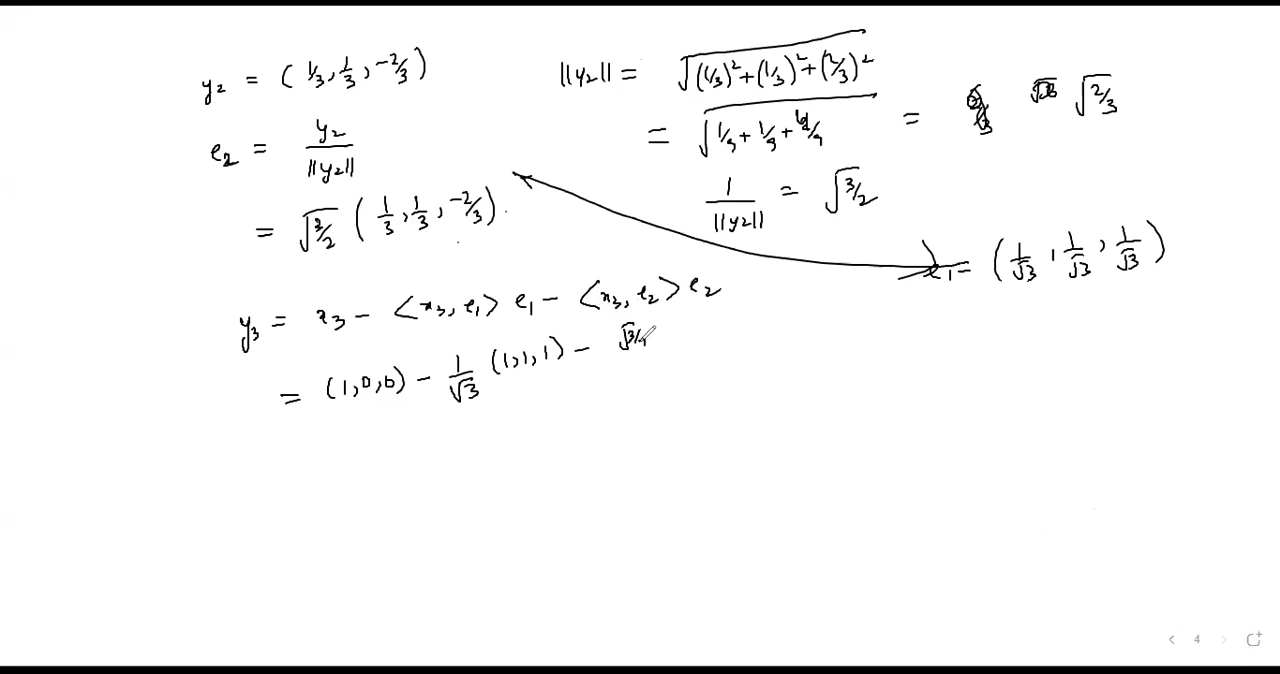 y₂ = (1/3, 1/3, -2/3)
||y₂|| = √((1/3)² + (1/3)² + (2/3)²)
= √(1/9 + 1/9 + 4/9) = √(2/3)
e₂ = y₂/||y₂||
1/||y₂|| = √(3/2)
= √(3/2) (1/3, 1/3, -2/3).
e₁ = (1/√3, 1/√3, 1/√3)
y₃ = x₃ - <x₃, e₁> e₁ - <x₃, e₂> e₂
= (1,0,0) - 1/√3 (1,1,1) -
4